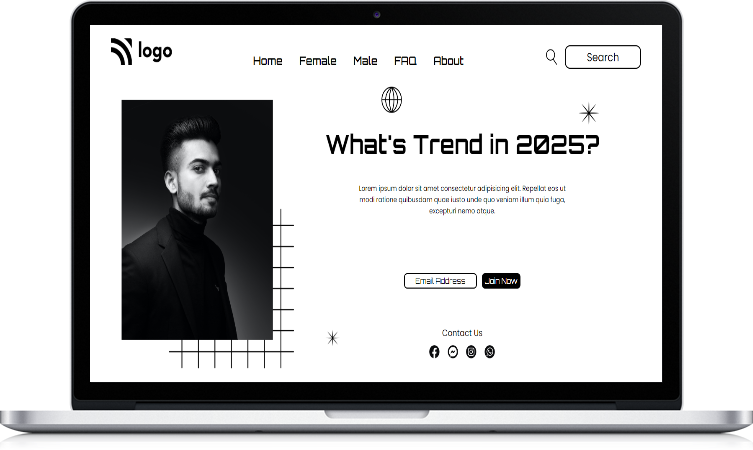 logo
Home Female Male FAQ About
Search
What's Trend in 2025?
Lorem ipsum dolor sit amet consectetur adipisicing elit. Repellat eos ut
modi ratione quibusdam quae iusto unde quo veniam illum quia fuga,
excepturi nemo atque.
Email Address Join Now
Contact Us